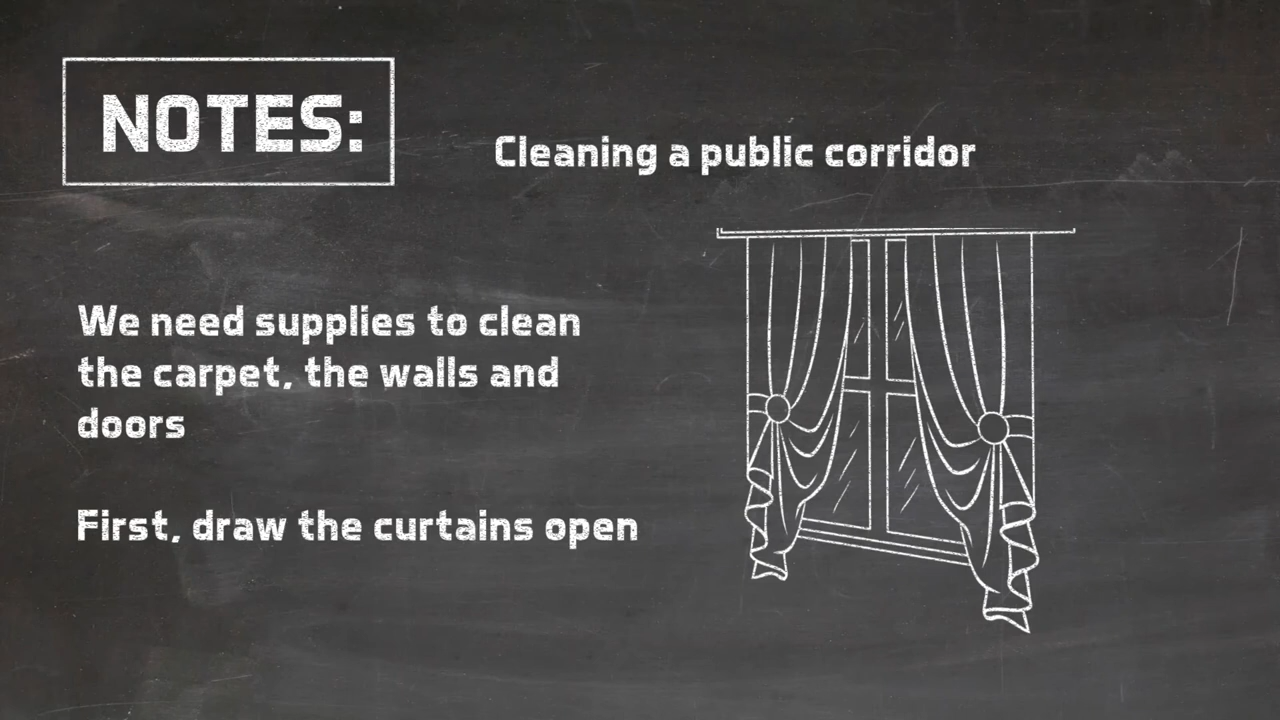 NOTES:
Cleaning a public corridor
We need supplies to clean
the carpet, the walls and
doors
First, draw the curtains open